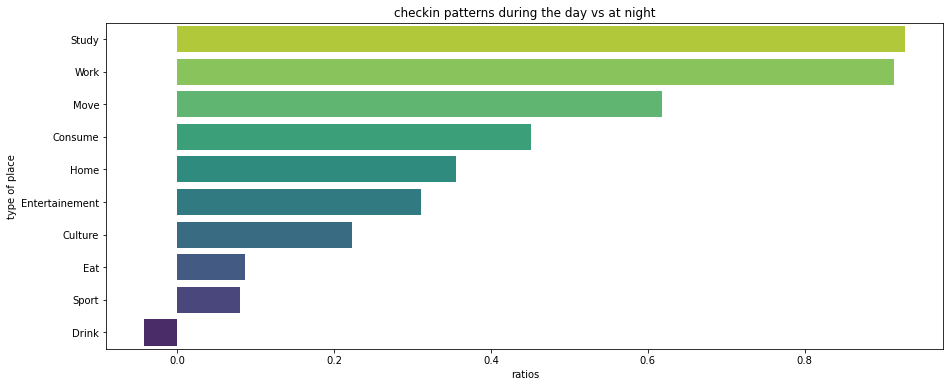 checkin patterns during the day vs at night
type of place
Study
Work
Move
Consume
Home
Entertainement
Culture
Eat
Sport
Drink
0.0 0.2 0.4 0.6 0.8
ratios